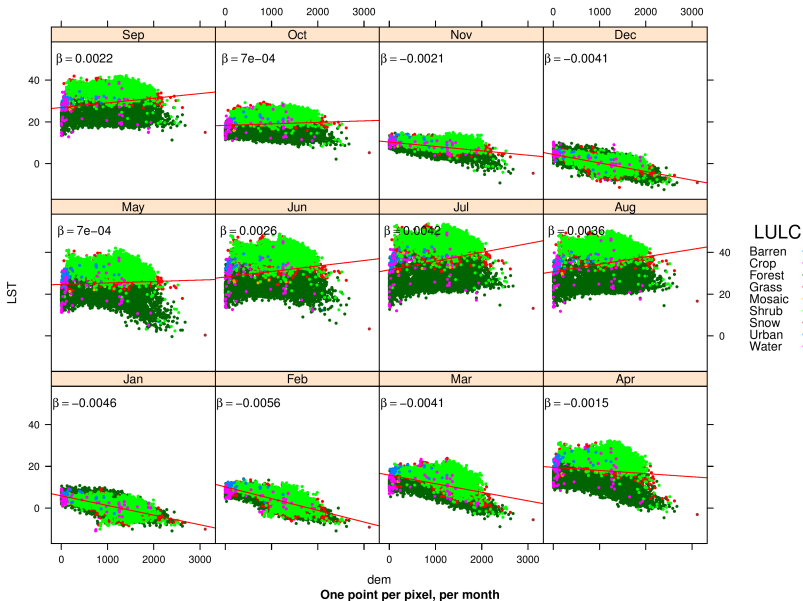 0 1000 2000 3000
0 1000 2000 3000
Sep Oct Nov Dec
β = 0.0022 β = 7e−04 β = −0.0021 β = −0.0041
40
20
0
May Jun Jul Aug
β = 7e−04 β = 0.0026 β = 0.0042 β = 0.0036
40
20
0
Jan Feb Mar Apr
β = −0.0046 β = −0.0056 β = −0.0041 β = −0.0015
40
20
0
0 1000 2000 3000
0 1000 2000 3000
LST
dem
One point per pixel, per month
LULC
Barren
Crop
Forest
Grass
Mosaic
Shrub
Snow
Urban
Water